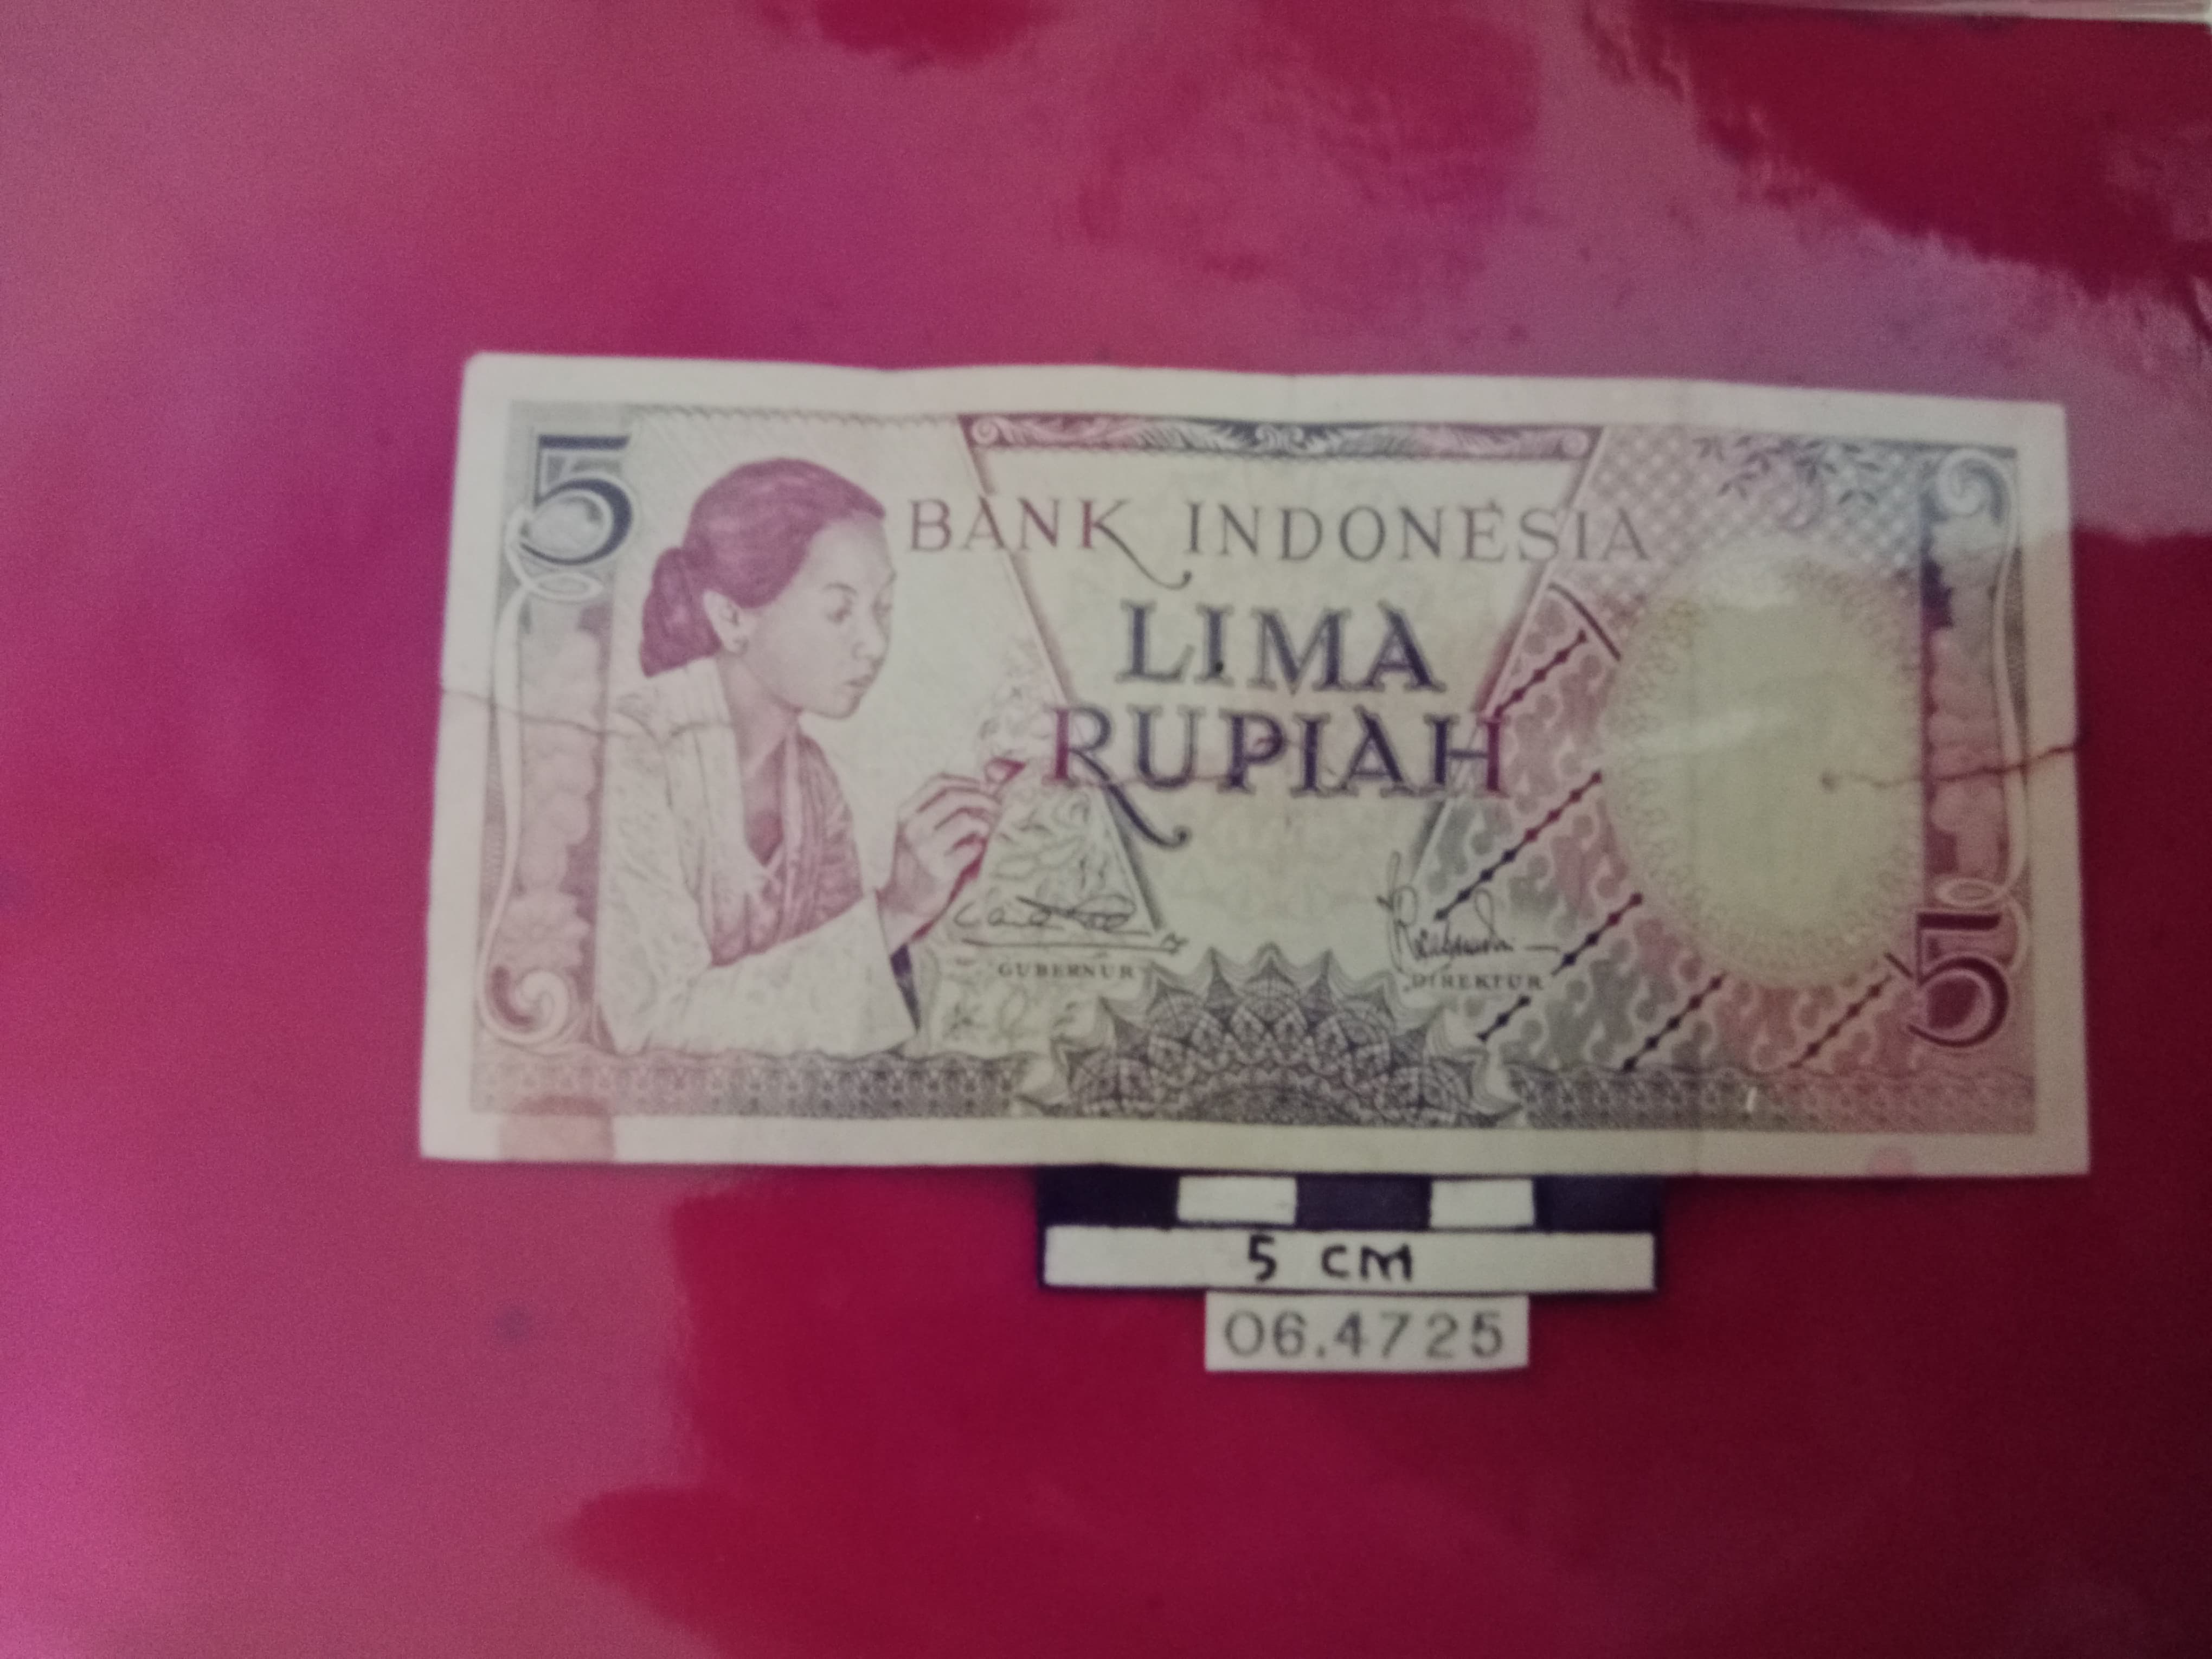 5
BANK INDONESIA
LIMA
RUPIAH
GUBERNUR
DIREKTUR
5
5 CM
06.4725